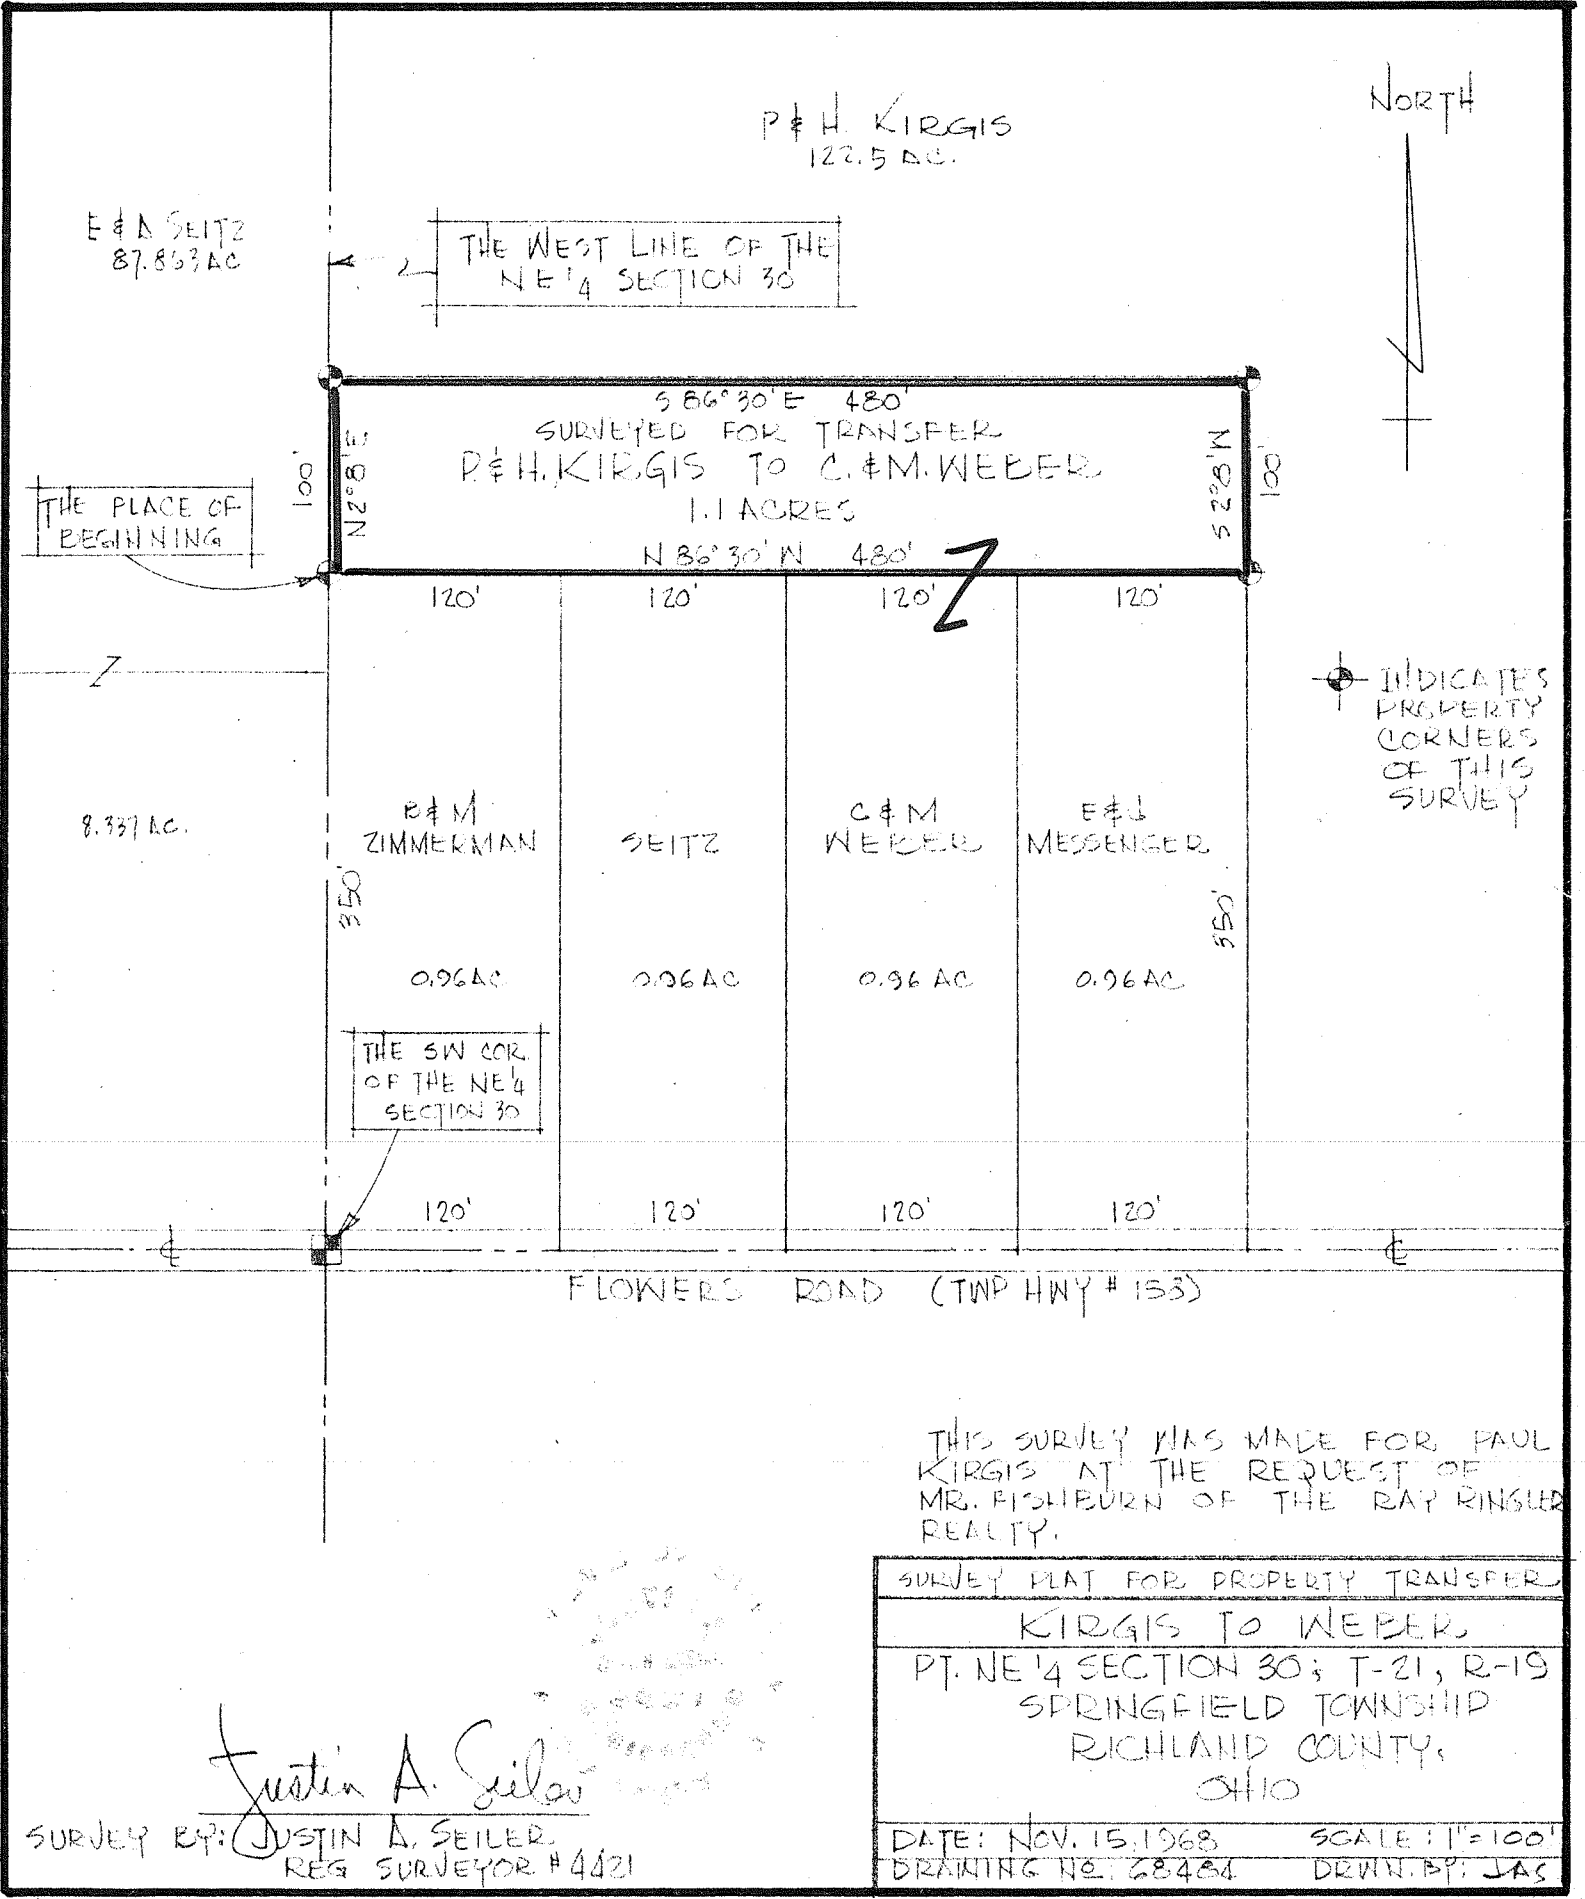 NORTH
P & H. KIRGIS
122.5 AC.
E & A SEITZ
87.863 AC
THE WEST LINE OF THE
NE 1/4 SECTION 30
S 86° 30' E 480'
SURVEYED FOR TRANSFER
P. & H. KIRGIS TO C. & M. WEBER
1.1 ACRES
N 86° 30' W 480'
100'
N 2° 8' E
S 2° 8' W
100'
THE PLACE OF
BEGINNING
120' 120' 120' 120'
INDICATES
PROPERTY
CORNERS
OF THIS
SURVEY
8.337 AC.
B & M
ZIMMERMAN
SEITZ
C & M
WEBER
E & J
MESSENGER
350'
350'
0.96 AC 0.96 AC 0.96 AC 0.96 AC
THE SW COR.
OF THE NE 1/4
SECTION 30
120' 120' 120' 120'
℄ ℄
FLOWERS ROAD (TWP HWY # 153)
THIS SURVEY WAS MADE FOR PAUL
KIRGIS AT THE REQUEST OF
MR. FISHBURN OF THE RAY RINGLER
REALTY.
SURVEY PLAT FOR PROPERTY TRANSFER
KIRGIS TO WEBER
PT. NE 1/4 SECTION 30; T-21, R-19
SPRINGFIELD TOWNSHIP
RICHLAND COUNTY,
OHIO
DATE: NOV. 15, 1968 SCALE: 1"=100'
DRAWING NO. 68484 DRWN. BY: JAS
Justin A. Seiler
SURVEY BY: JUSTIN A. SEILER
REG SURVEYOR # 4421